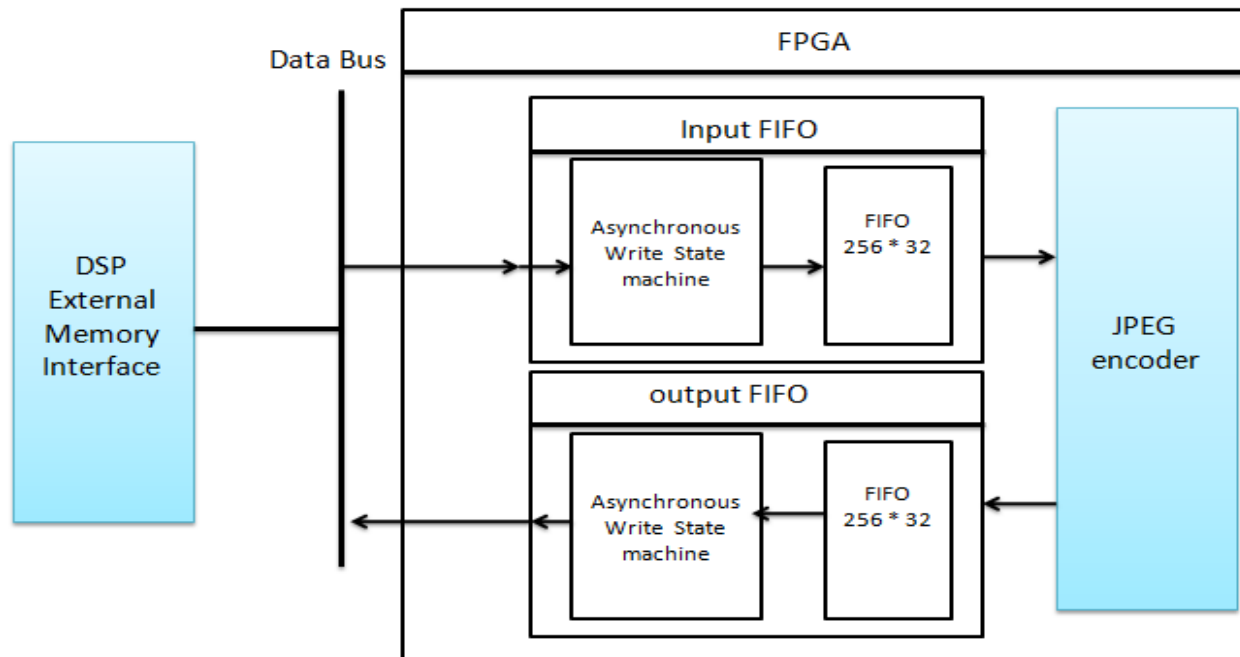 FPGA
Data Bus
Input FIFO
Asynchronous
Write State
machine
FIFO
256 * 32
DSP
External
Memory
Interface
JPEG
encoder
output FIFO
Asynchronous
Write State
machine
FIFO
256 * 32